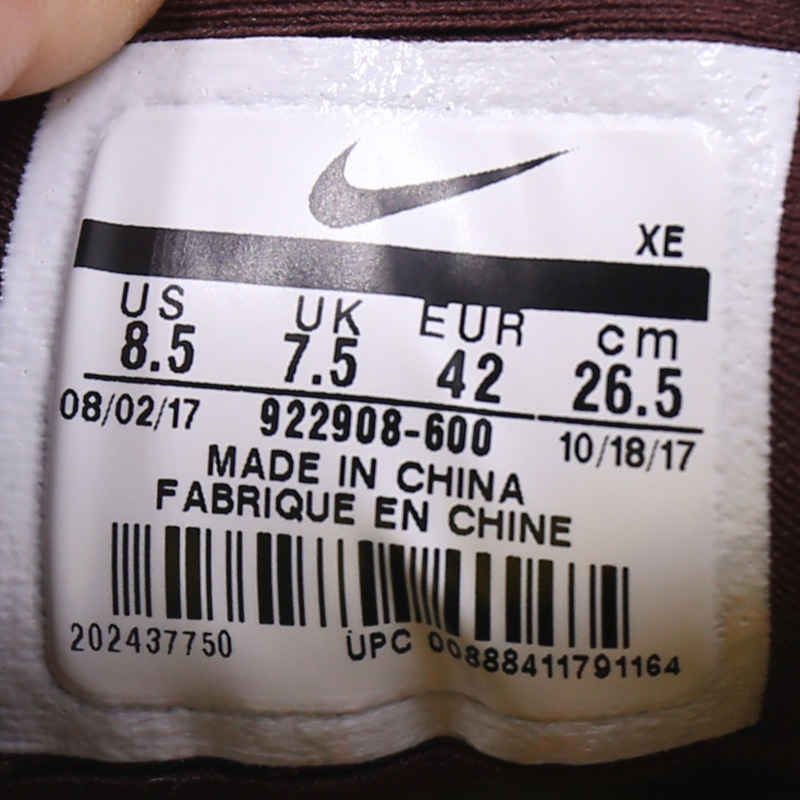 XE
US UK EUR cm
8.5 7.5 42 26.5
08/02/17 922908-600 10/18/17
MADE IN CHINA
FABRIQUE EN CHINE
202437750 UPC 00888411791164